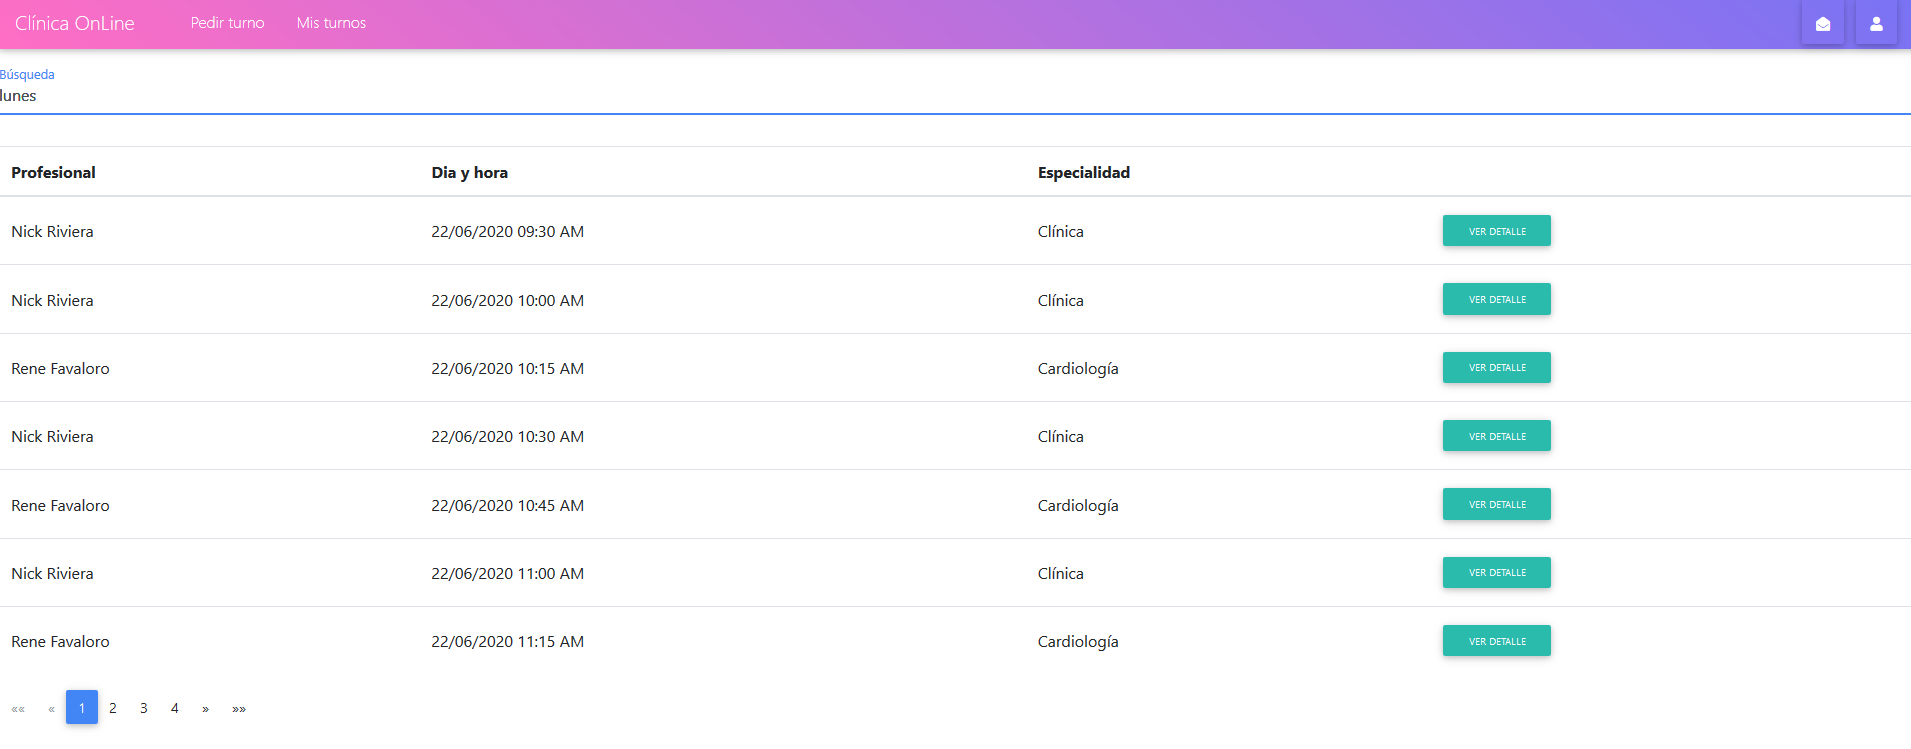 Clínica OnLine Pedir turno Mis turnos
Búsqueda
lunes
Profesional Dia y hora Especialidad
Nick Riviera 22/06/2020 09:30 AM Clínica VER DETALLE
Nick Riviera 22/06/2020 10:00 AM Clínica VER DETALLE
Rene Favaloro 22/06/2020 10:15 AM Cardiología VER DETALLE
Nick Riviera 22/06/2020 10:30 AM Clínica VER DETALLE
Rene Favaloro 22/06/2020 10:45 AM Cardiología VER DETALLE
Nick Riviera 22/06/2020 11:00 AM Clínica VER DETALLE
Rene Favaloro 22/06/2020 11:15 AM Cardiología VER DETALLE
«« « 1 2 3 4 » »»